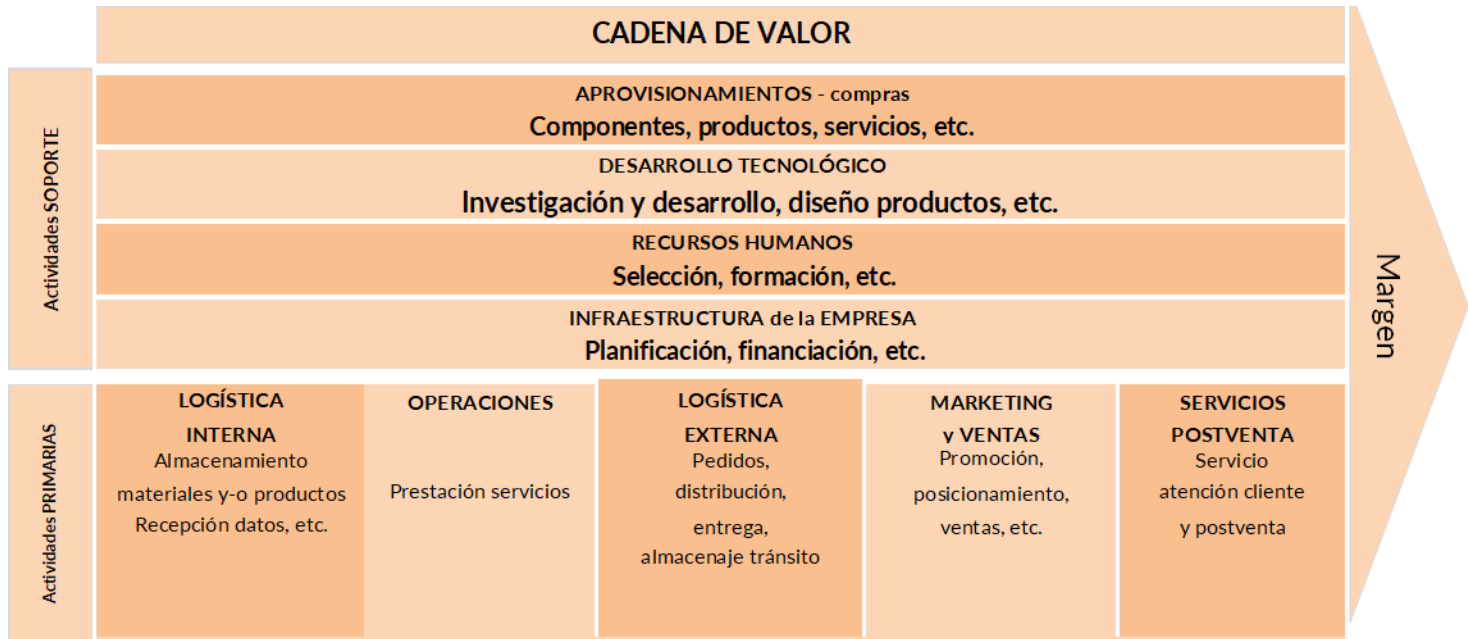 CADENA DE VALOR
Actividades SOPORTE
APROVISIONAMIENTOS - compras
Componentes, productos, servicios, etc.
DESARROLLO TECNOLÓGICO
Investigación y desarrollo, diseño productos, etc.
RECURSOS HUMANOS
Selección, formación, etc.
INFRAESTRUCTURA de la EMPRESA
Planificación, financiación, etc.
Actividades PRIMARIAS
LOGÍSTICA
INTERNA
Almacenamiento
materiales y-o productos
Recepción datos, etc.
OPERACIONES
Prestación servicios
LOGÍSTICA
EXTERNA
Pedidos,
distribución,
entrega,
almacenaje tránsito
MARKETING
y VENTAS
Promoción,
posicionamiento,
ventas, etc.
SERVICIOS
POSTVENTA
Servicio
atención cliente
y postventa
Margen